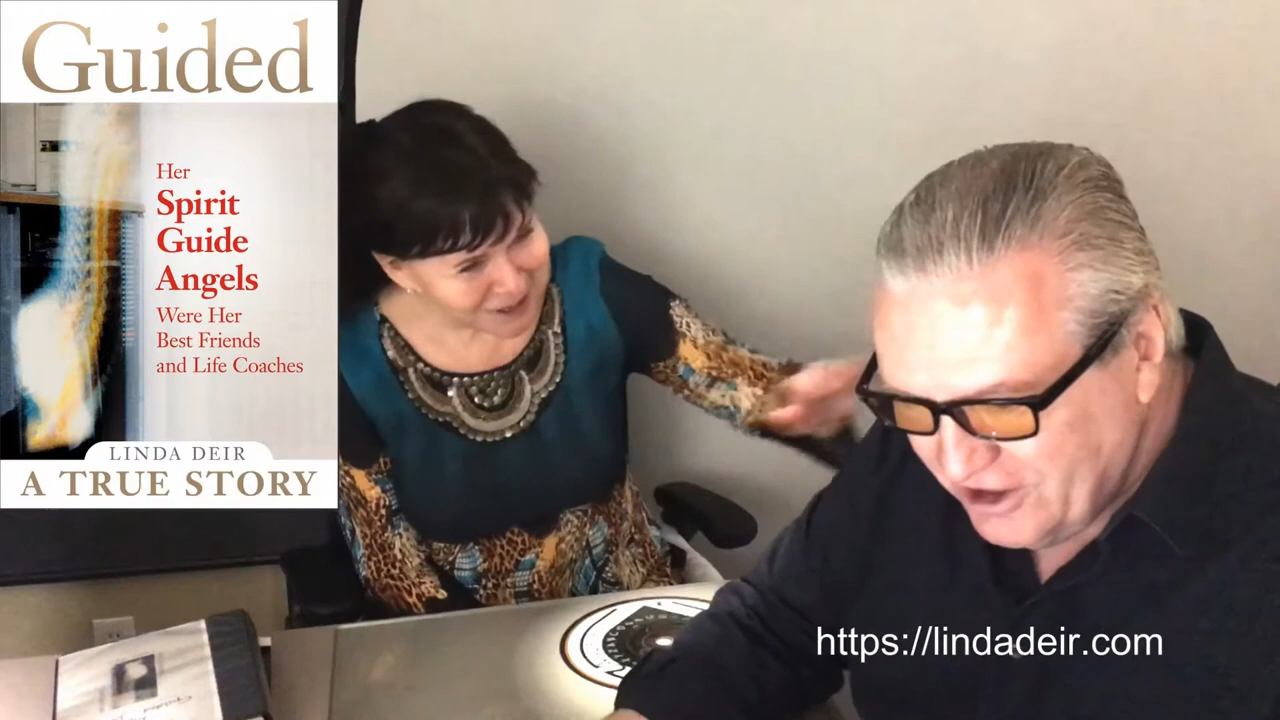 Guided
Her
Spirit
Guide
Angels
Were Her
Best Friends
and Life Coaches
LINDA DEIR
A TRUE STORY
https://lindadeir.com